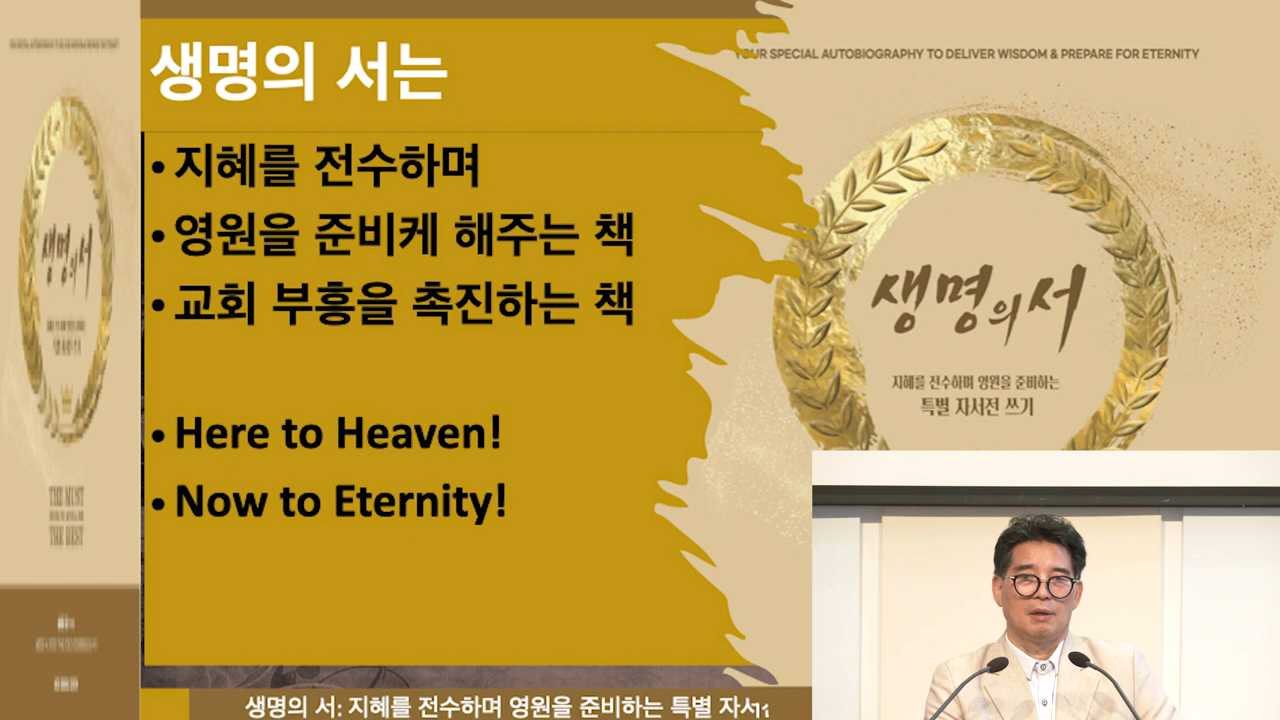 생명의 서는
• 지혜를 전수하며
• 영원을 준비케 해주는 책
• 교회 부흥을 촉진하는 책
• Here to Heaven!
• Now to Eternity!
YOUR SPECIAL AUTOBIOGRAPHY TO DELIVER WISDOM & PREPARE FOR ETERNITY
생명의서
지혜를 전수하며 영원을 준비하는
특별 자서전 쓰기
생명의서
THE MUST
THE BEST
생명의 서: 지혜를 전수하며 영원을 준비하는 특별